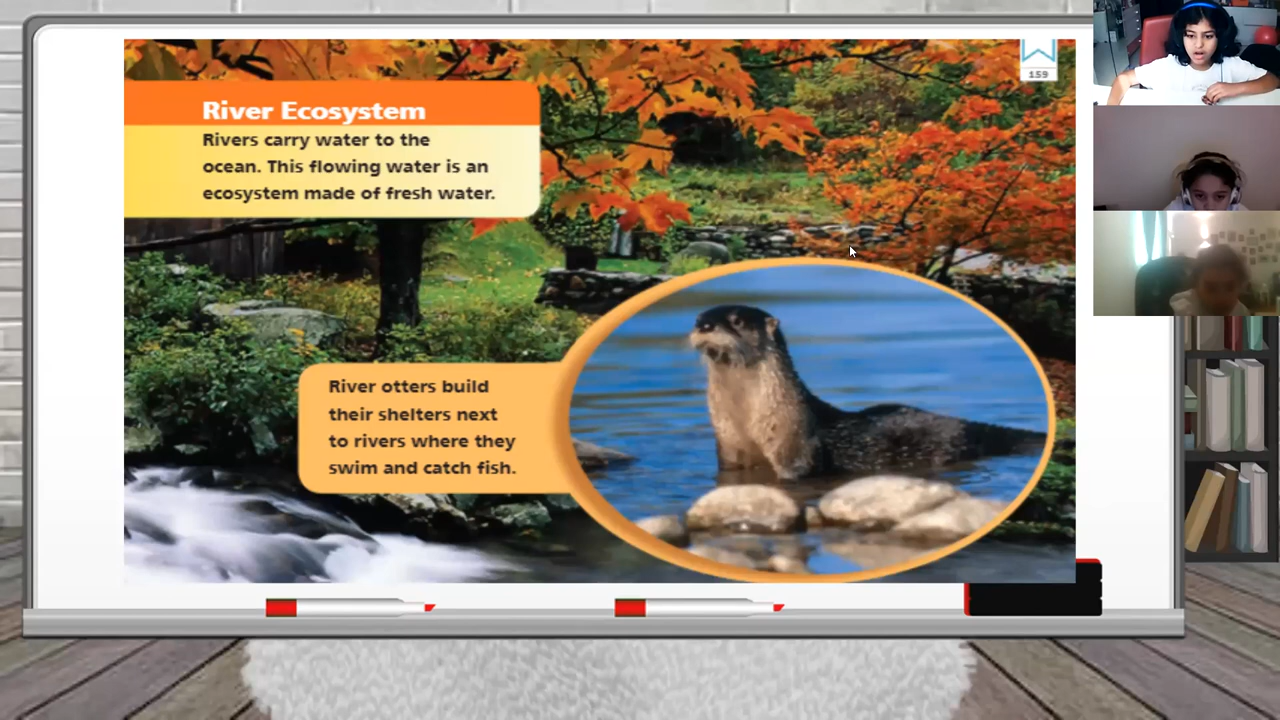 159
River Ecosystem
Rivers carry water to the
ocean. This flowing water is an
ecosystem made of fresh water.
River otters build
their shelters next
to rivers where they
swim and catch fish.